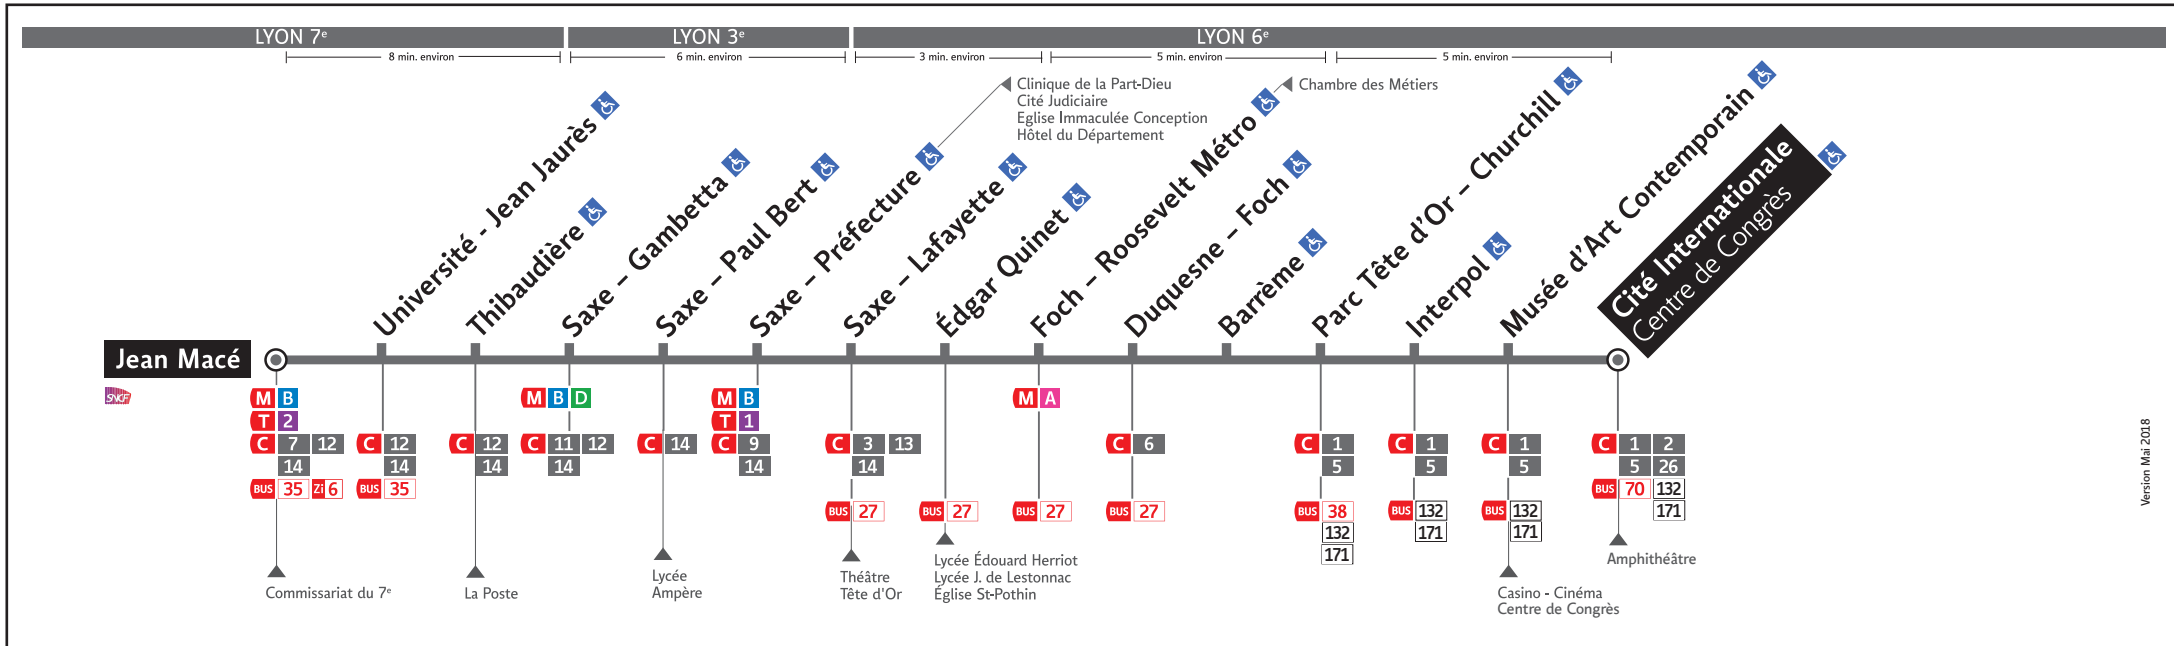 LYON 7e
LYON 3e
LYON 6e
8 min. environ
6 min. environ
3 min. environ
5 min. environ
5 min. environ
Clinique de la Part-Dieu
Cité Judiciaire
Eglise Immaculée Conception
Hôtel du Département
Chambre des Métiers
Jean Macé
Université - Jean Jaurès
Thibaudière
Saxe – Gambetta
Saxe – Paul Bert
Saxe – Préfecture
Saxe – Lafayette
Édgar Quinet
Foch – Roosevelt Métro
Duquesne – Foch
Barrème
Parc Tête d'Or – Churchill
Interpol
Musée d'Art Contemporain
Cité Internationale
Centre de Congrès
SNCF
M B
T 2
C 7 12
14
BUS 35 Zi 6
Commissariat du 7e
C 12
14
BUS 35
C 12
14
La Poste
M B D
C 11 12
14
C 14
Lycée
Ampère
M B
T 1
C 9
14
C 3 13
14
BUS 27
Théâtre
Tête d'Or
BUS 27
Lycée Édouard Herriot
Lycée J. de Lestonnac
Église St-Pothin
M A
BUS 27
C 6
BUS 27
C 1
5
BUS 38
132
171
C 1
5
BUS 132
171
C 1
5
BUS 132
171
Casino - Cinéma
Centre de Congrès
C 1 2
5 26
BUS 70 132
171
Amphithéâtre
Version Mai 2018